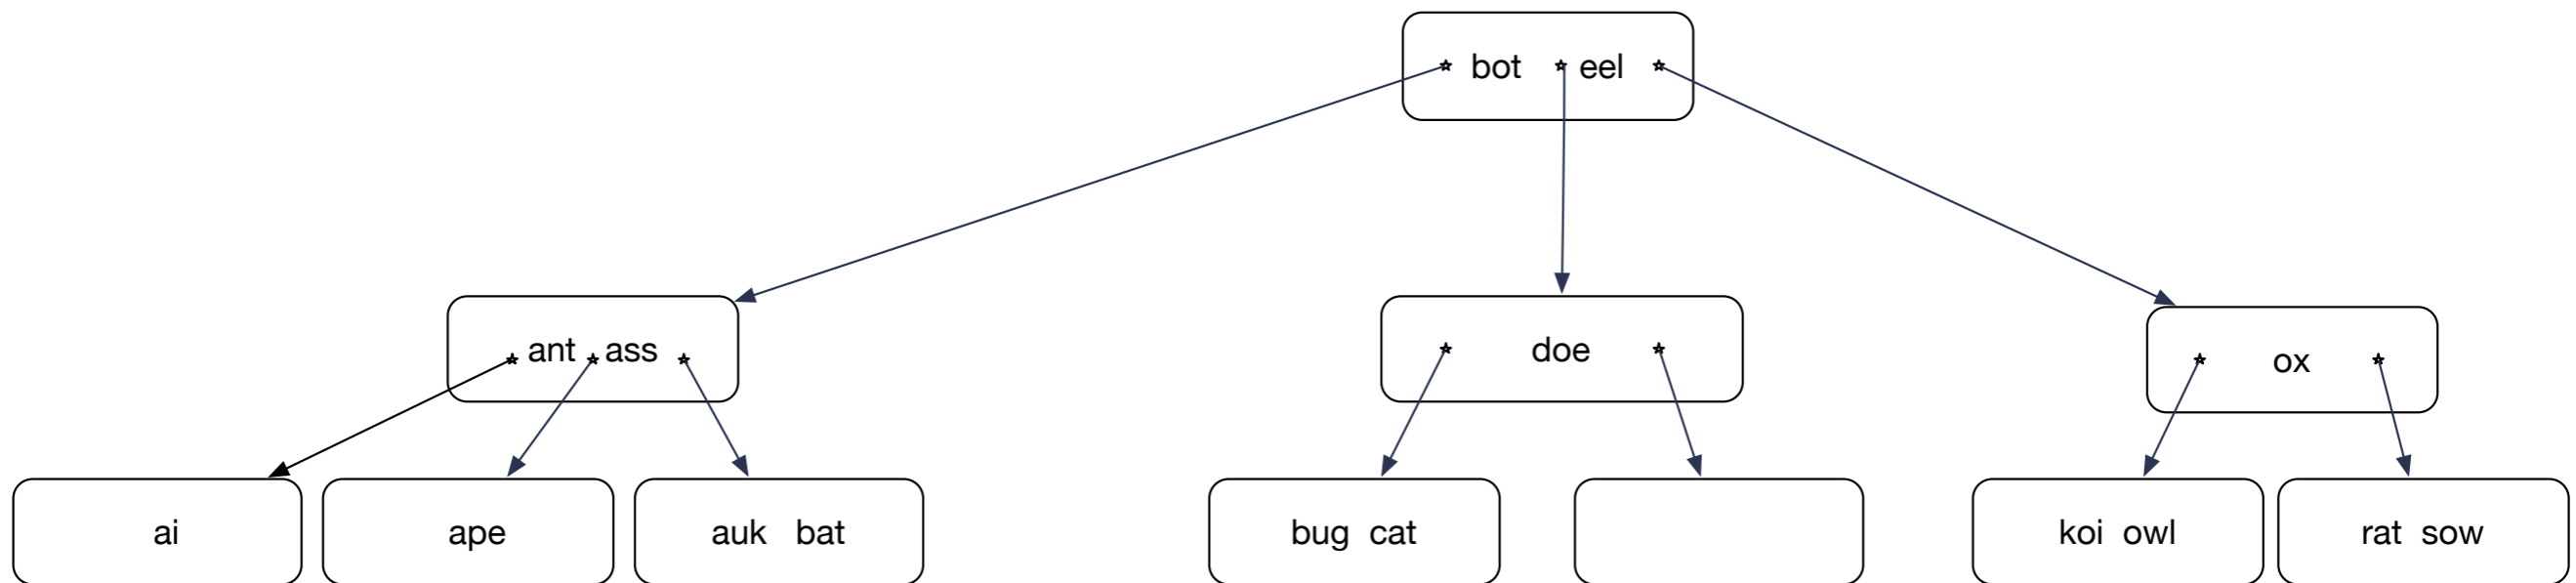 bot eel
ant ass
doe
ox
ai
ape
auk bat
bug cat
koi owl
rat sow